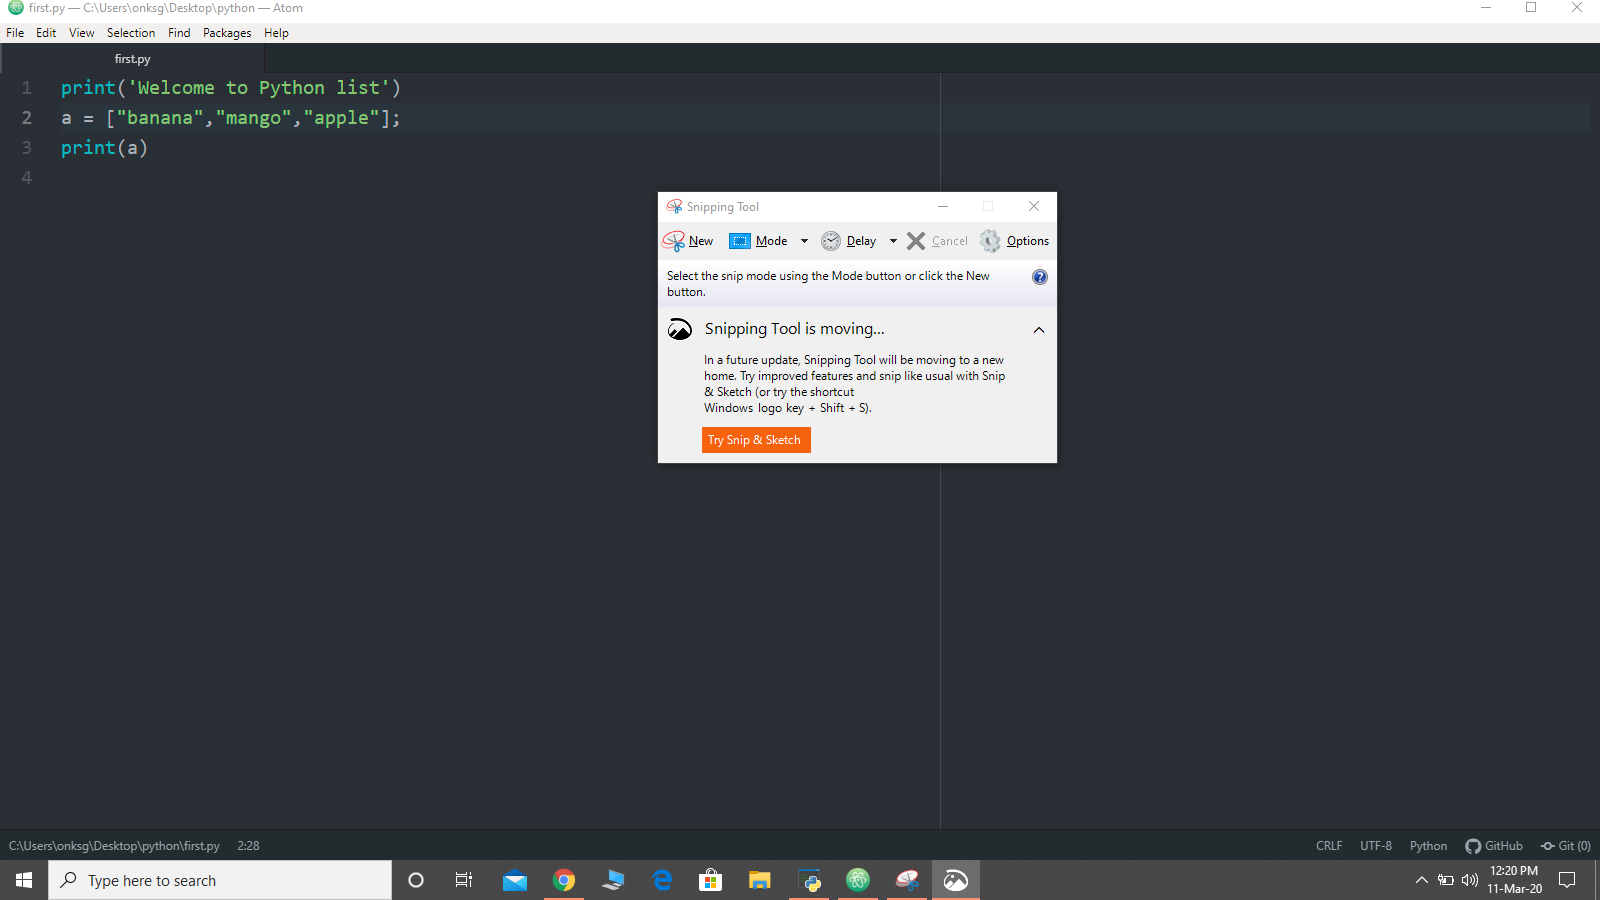 first.py — C:\Users\onksg\Desktop\python — Atom
File Edit View Selection Find Packages Help
first.py
1 print('Welcome to Python list')
2 a = ["banana","mango","apple"];
3 print(a)
4
Snipping Tool
New Mode Delay Cancel Options
Select the snip mode using the Mode button or click the New
button.
Snipping Tool is moving...
In a future update, Snipping Tool will be moving to a new
home. Try improved features and snip like usual with Snip
& Sketch (or try the shortcut
Windows logo key + Shift + S).
Try Snip & Sketch
C:\Users\onksg\Desktop\python\first.py 2:28 CRLF UTF-8 Python GitHub Git (0)
Type here to search
12:20 PM
11-Mar-20